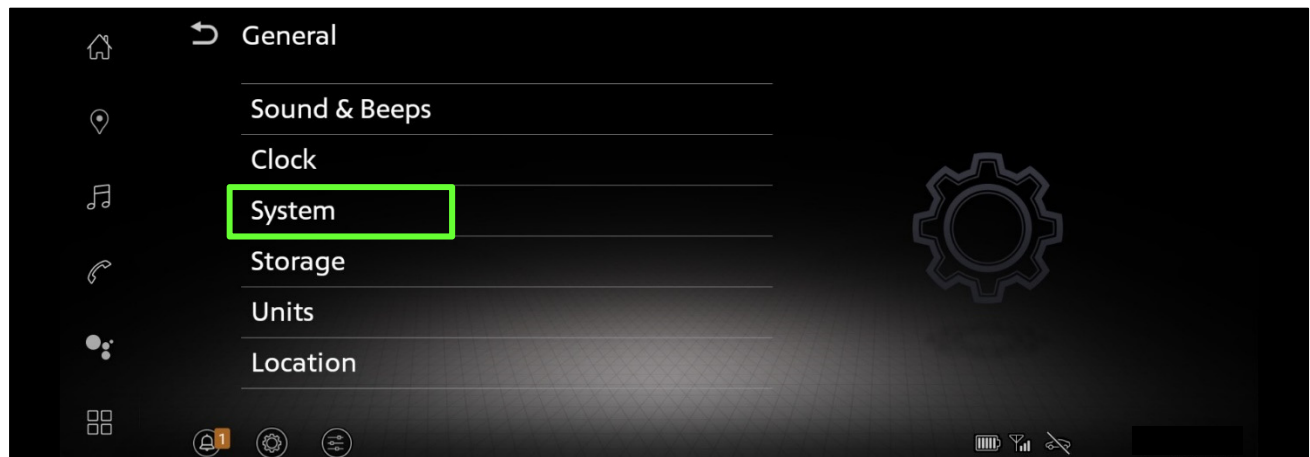 General
Sound & Beeps
Clock
System
Storage
Units
Location
1